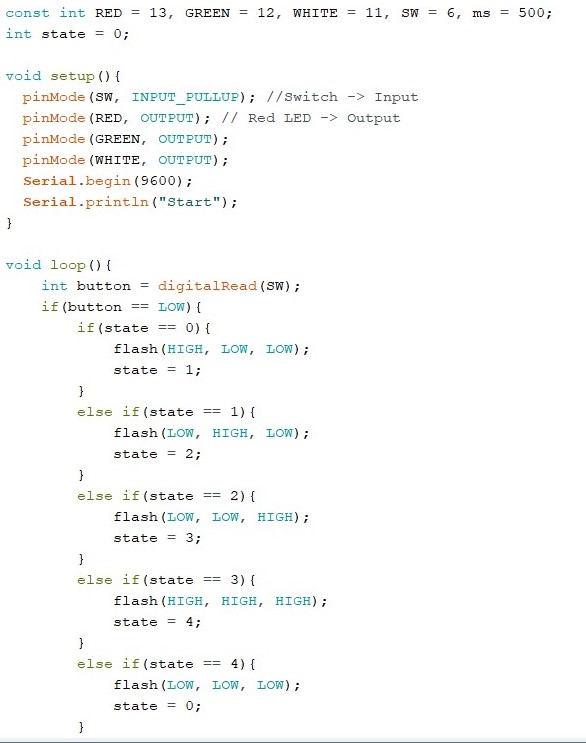 const int RED = 13, GREEN = 12, WHITE = 11, SW = 6, ms = 500;
int state = 0;

void setup(){
  pinMode(SW, INPUT_PULLUP); //Switch -> Input
  pinMode(RED, OUTPUT); // Red LED -> Output
  pinMode(GREEN, OUTPUT);
  pinMode(WHITE, OUTPUT);
  Serial.begin(9600);
  Serial.println("Start");
}

void loop(){
    int button = digitalRead(SW);
    if(button == LOW){
        if(state == 0){
            flash(HIGH, LOW, LOW);
            state = 1;
        }
        else if(state == 1){
            flash(LOW, HIGH, LOW);
            state = 2;
        }
        else if(state == 2){
            flash(LOW, LOW, HIGH);
            state = 3;
        }
        else if(state == 3){
            flash(HIGH, HIGH, HIGH);
            state = 4;
        }
        else if(state == 4){
            flash(LOW, LOW, LOW);
            state = 0;
        }